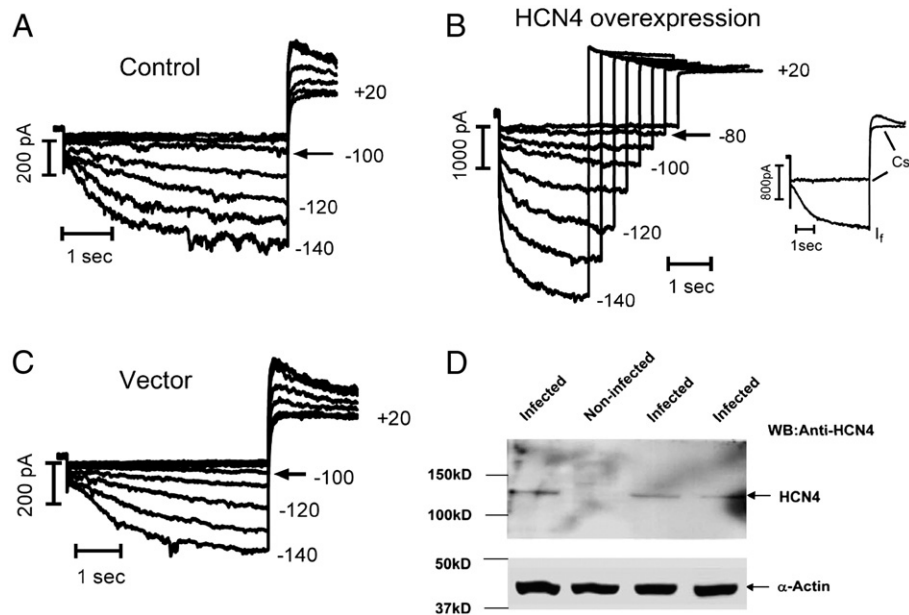 A
Control
200 pA
1 sec
+20
-100
-120
-140
B
HCN4 overexpression
1000 pA
+20
-80
-100
-120
-140
1 sec
800pA
1sec
Cs
I_f
C
Vector
200 pA
1 sec
+20
-100
-120
-140
D
Infected
Non-infected
Infected
Infected
WB:Anti-HCN4
150kD
100kD
HCN4
50kD
37kD
α-Actin